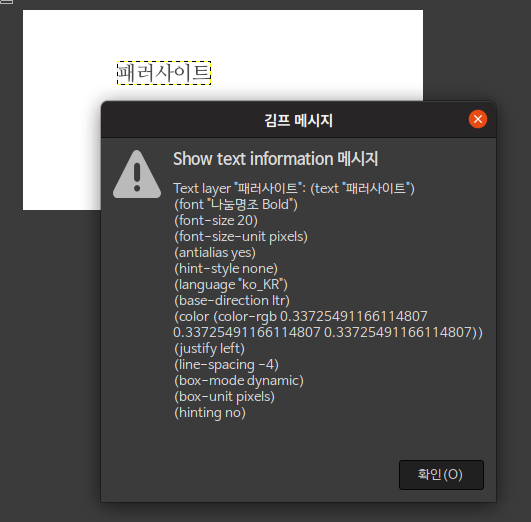 패러사이트
김프 메시지
Show text information 메시지
Text layer "패러사이트": (text "패러사이트")
(font "나눔명조 Bold")
(font-size 20)
(font-size-unit pixels)
(antialias yes)
(hint-style none)
(language "ko_KR")
(base-direction ltr)
(color (color-rgb 0.33725491166114807
0.33725491166114807 0.33725491166114807))
(justify left)
(line-spacing -4)
(box-mode dynamic)
(box-unit pixels)
(hinting no)
확인(O)